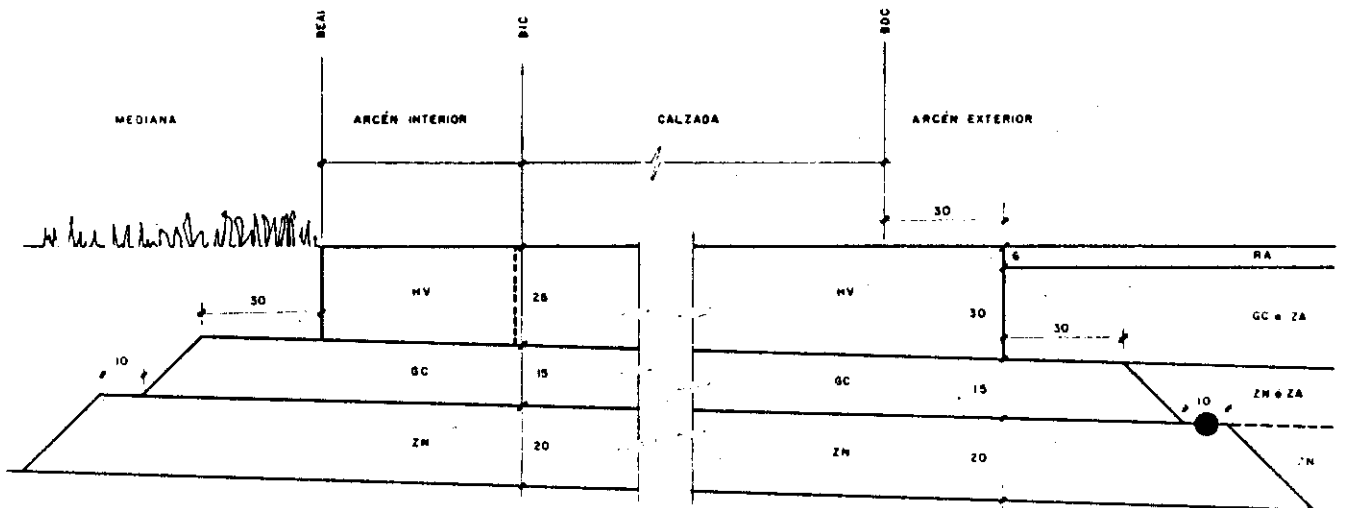 BEAI
BIC
BDC
MEDIANA
ARCÉN INTERIOR
CALZADA
ARCÉN EXTERIOR
30
6
RA
HV
28
HV
30
GC ó ZA
30
30
10
GC
15
GC
15
ZN ó ZA
10
ZN
20
ZN
20
ZN